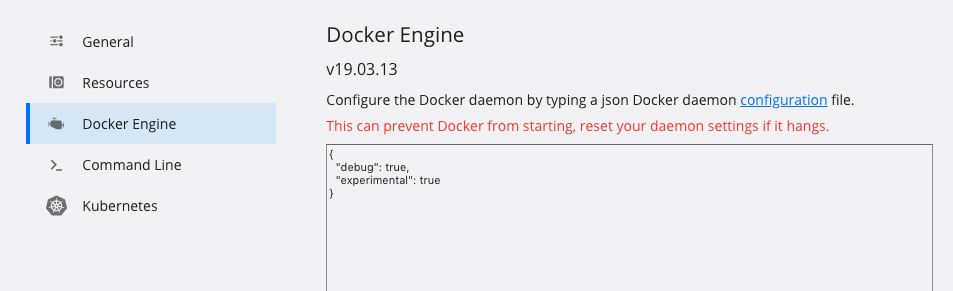 General
Resources
Docker Engine
Command Line
Kubernetes
Docker Engine
v19.03.13
Configure the Docker daemon by typing a json Docker daemon configuration file.
This can prevent Docker from starting, reset your daemon settings if it hangs.
{
  "debug": true,
  "experimental": true
}